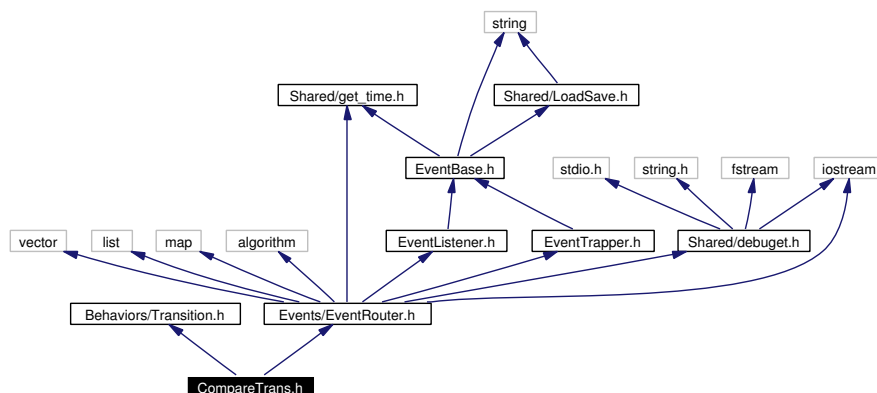 string
Shared/get_time.h
Shared/LoadSave.h
EventBase.h
stdio.h
string.h
fstream
iostream
vector
list
map
algorithm
EventListener.h
EventTrapper.h
Shared/debuget.h
Behaviors/Transition.h
Events/EventRouter.h
CompareTrans.h